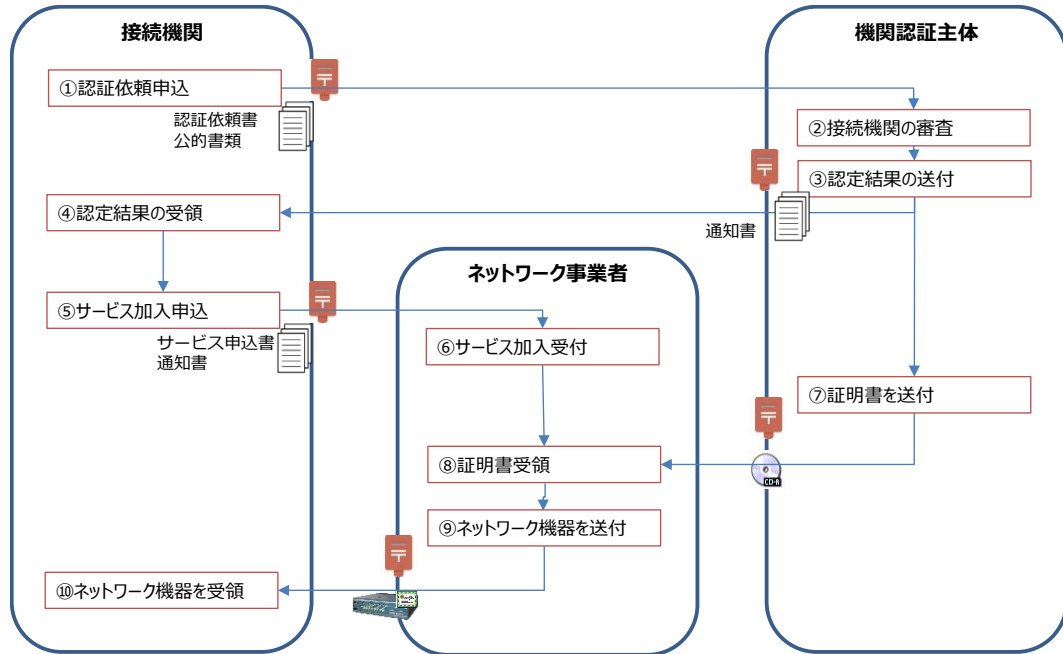 接続機関
機関認証主体
①認証依頼申込
認証依頼書
公的書類
②接続機関の審査
③認定結果の送付
④認定結果の受領
通知書
ネットワーク事業者
⑤サービス加入申込
サービス申込書
通知書
⑥サービス加入受付
⑦証明書を送付
⑧証明書受領
CD-R
⑨ネットワーク機器を送付
⑩ネットワーク機器を受領